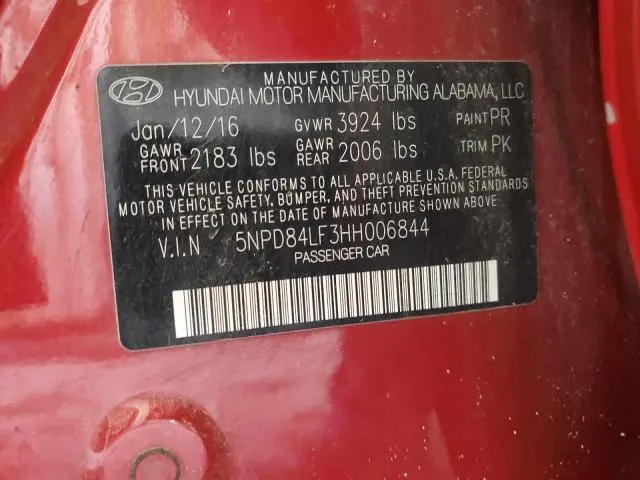 MANUFACTURED BY
HYUNDAI MOTOR MANUFACTURING ALABAMA, LLC
Jan/12/16 GVWR 3924 lbs PAINT PR
GAWR FRONT 2183 lbs GAWR REAR 2006 lbs TRIM PK
THIS VEHICLE CONFORMS TO ALL APPLICABLE U.S.A. FEDERAL
MOTOR VEHICLE SAFETY, BUMPER, AND THEFT PREVENTION STANDARDS
IN EFFECT ON THE DATE OF MANUFACTURE SHOWN ABOVE.
V.I.N 5NPD84LF3HH006844
PASSENGER CAR